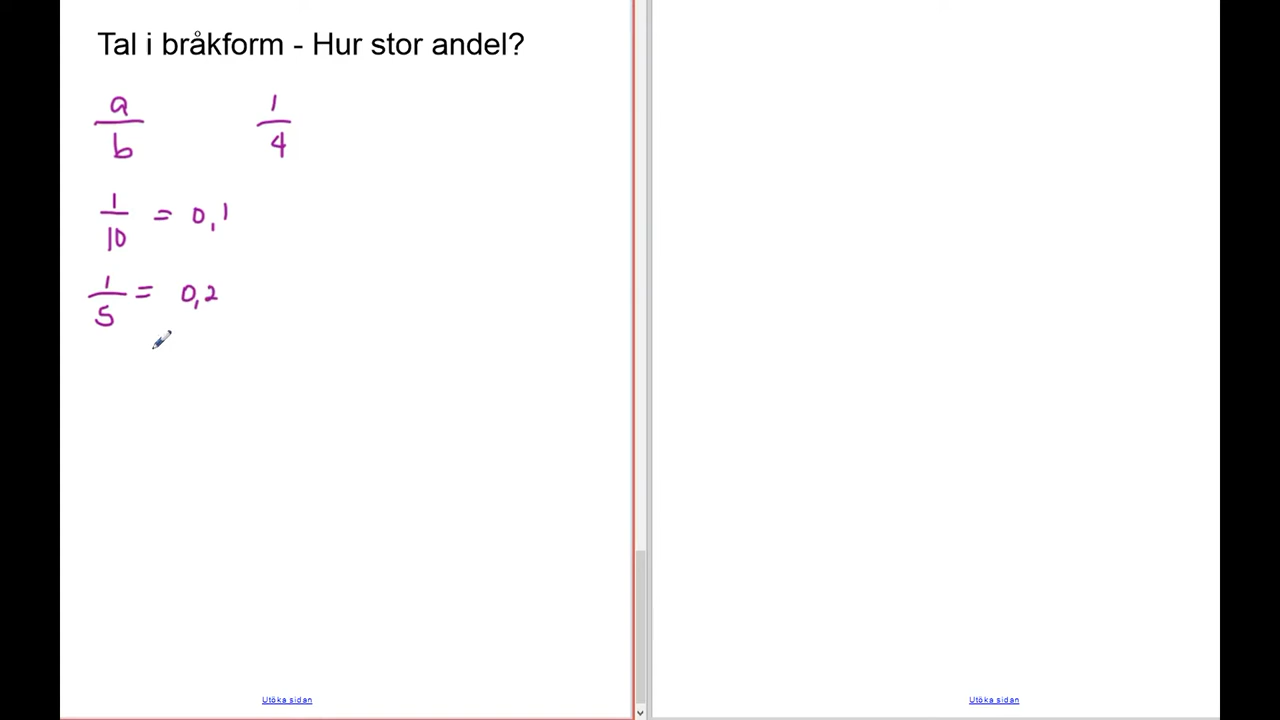 Tal i bråkform - Hur stor andel?
a/b 1/4
1/10 = 0,1
1/5 = 0,2
Utöka sidan Utöka sidan